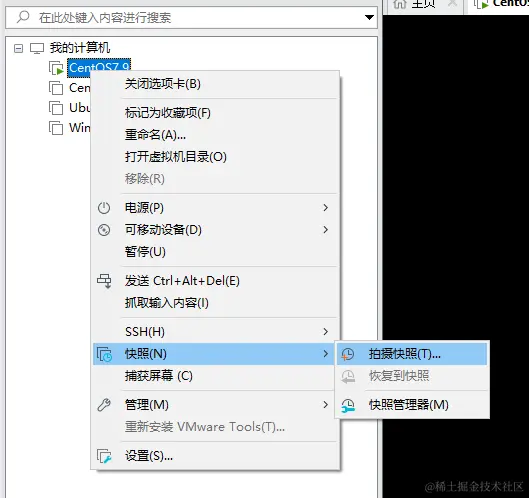 在此处键入内容进行搜索
主页
CentO
我的计算机
CentOS7.9
Cen
Ubu
Win
关闭选项卡(B)
标记为收藏项(F)
重命名(A)...
打开虚拟机目录(O)
移除(R)
电源(P)
可移动设备(D)
暂停(U)
发送 Ctrl+Alt+Del(E)
抓取输入内容(I)
SSH(H)
快照(N)
拍摄快照(T)...
捕获屏幕 (C)
恢复到快照
管理(M)
快照管理器(M)
重新安装 VMware Tools(T)...
设置(S)...
@稀土掘金技术社区